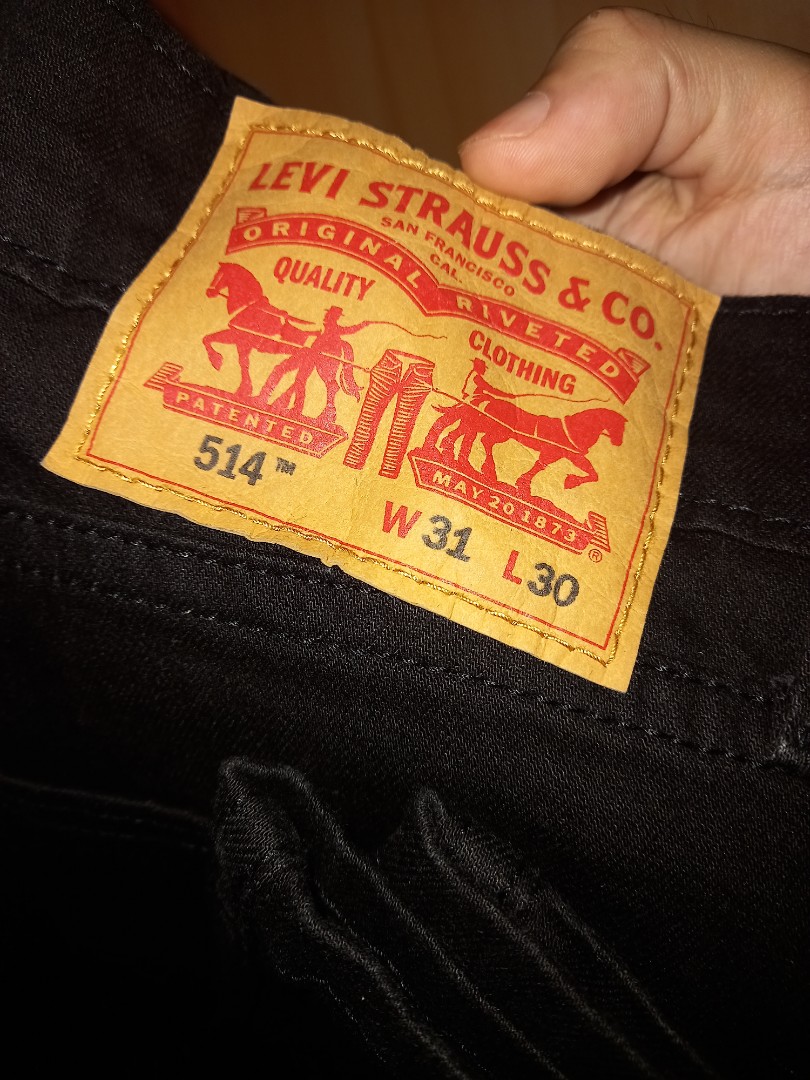 LEVI STRAUSS & CO.
SAN FRANCISCO
CAL.
ORIGINAL RIVETED
QUALITY CLOTHING
PATENTED MAY 20 1873 ®
514™
W 31 L 30